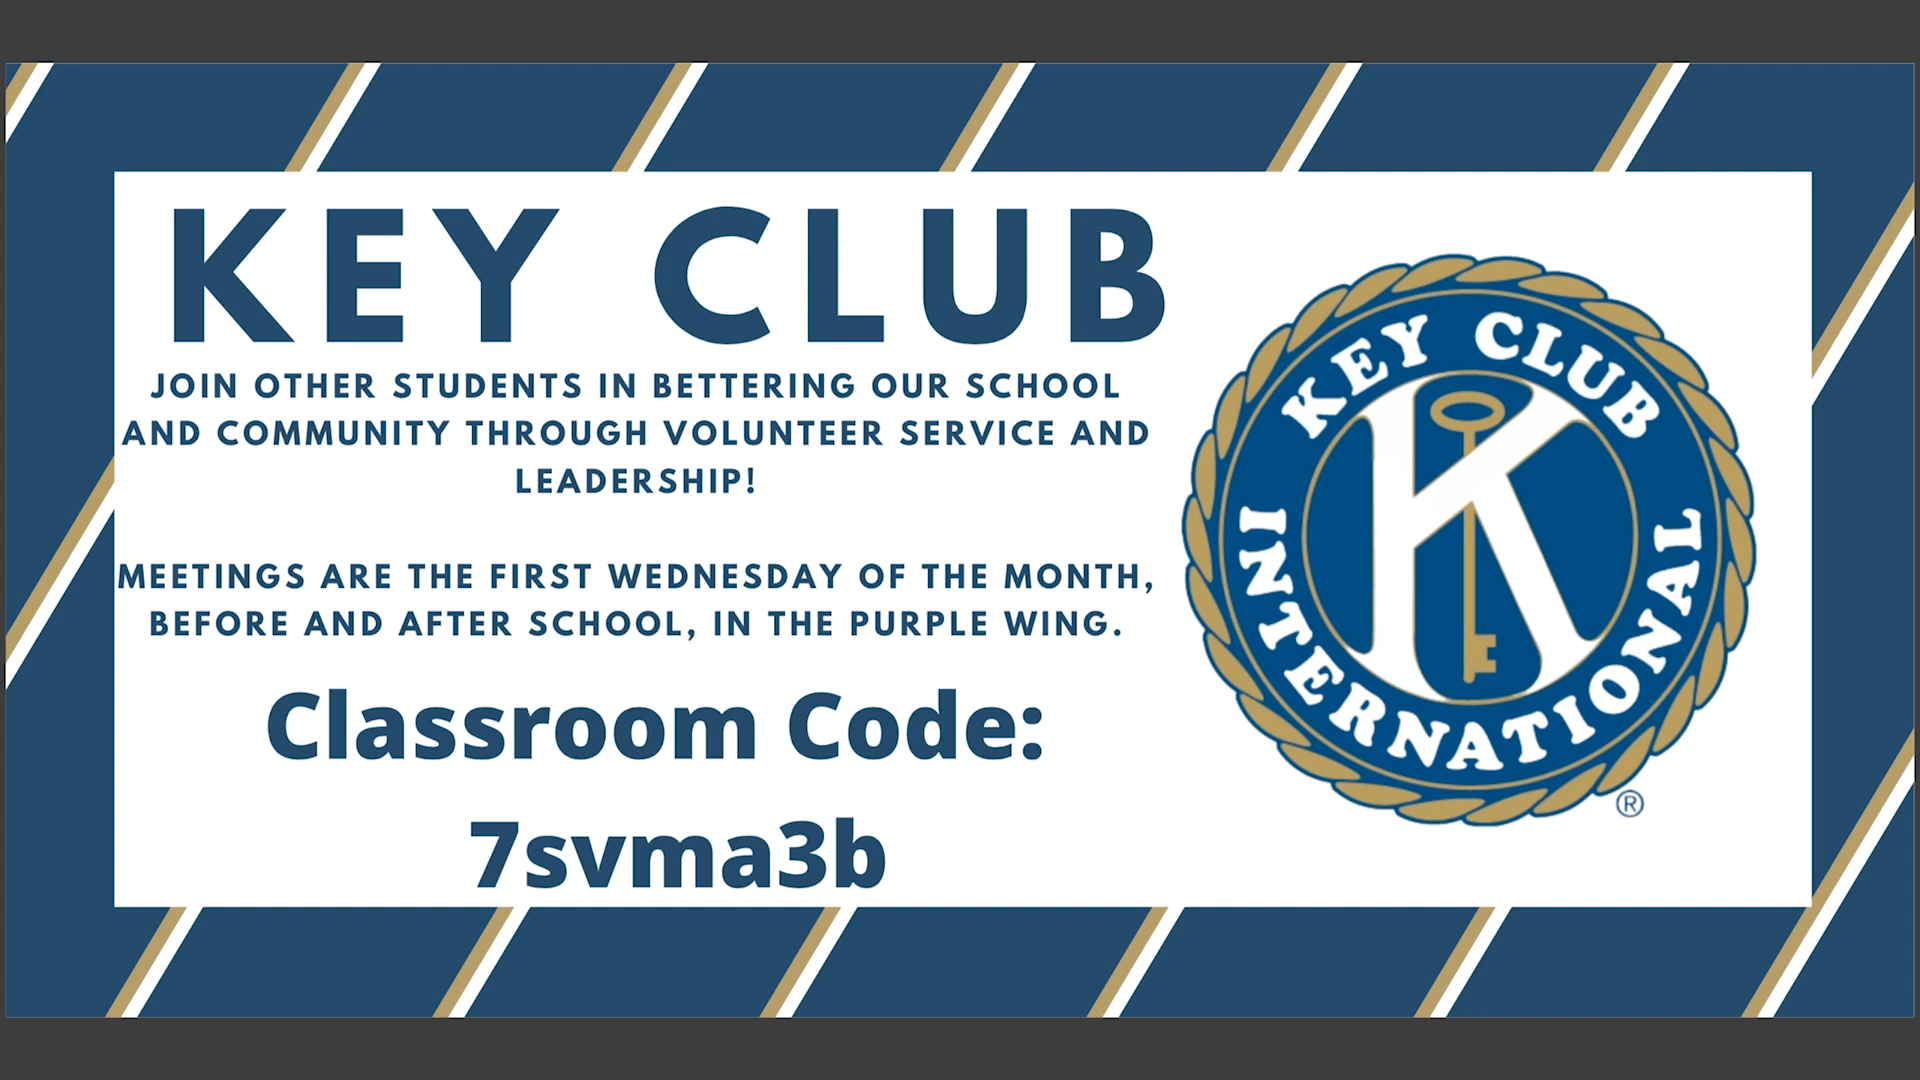 KEY CLUB
JOIN OTHER STUDENTS IN BETTERING OUR SCHOOL
AND COMMUNITY THROUGH VOLUNTEER SERVICE AND
LEADERSHIP!
MEETINGS ARE THE FIRST WEDNESDAY OF THE MONTH,
BEFORE AND AFTER SCHOOL, IN THE PURPLE WING.
Classroom Code:
7svma3b
KEY CLUB
K
INTERNATIONAL
®